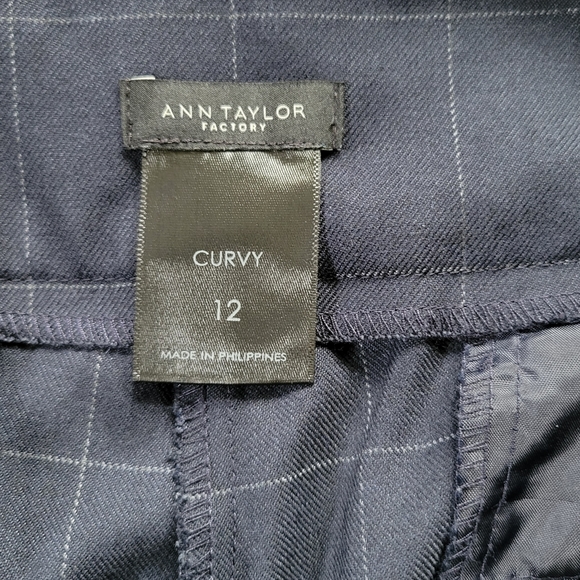 ANN TAYLOR
FACTORY
CURVY
12
MADE IN PHILIPPINES